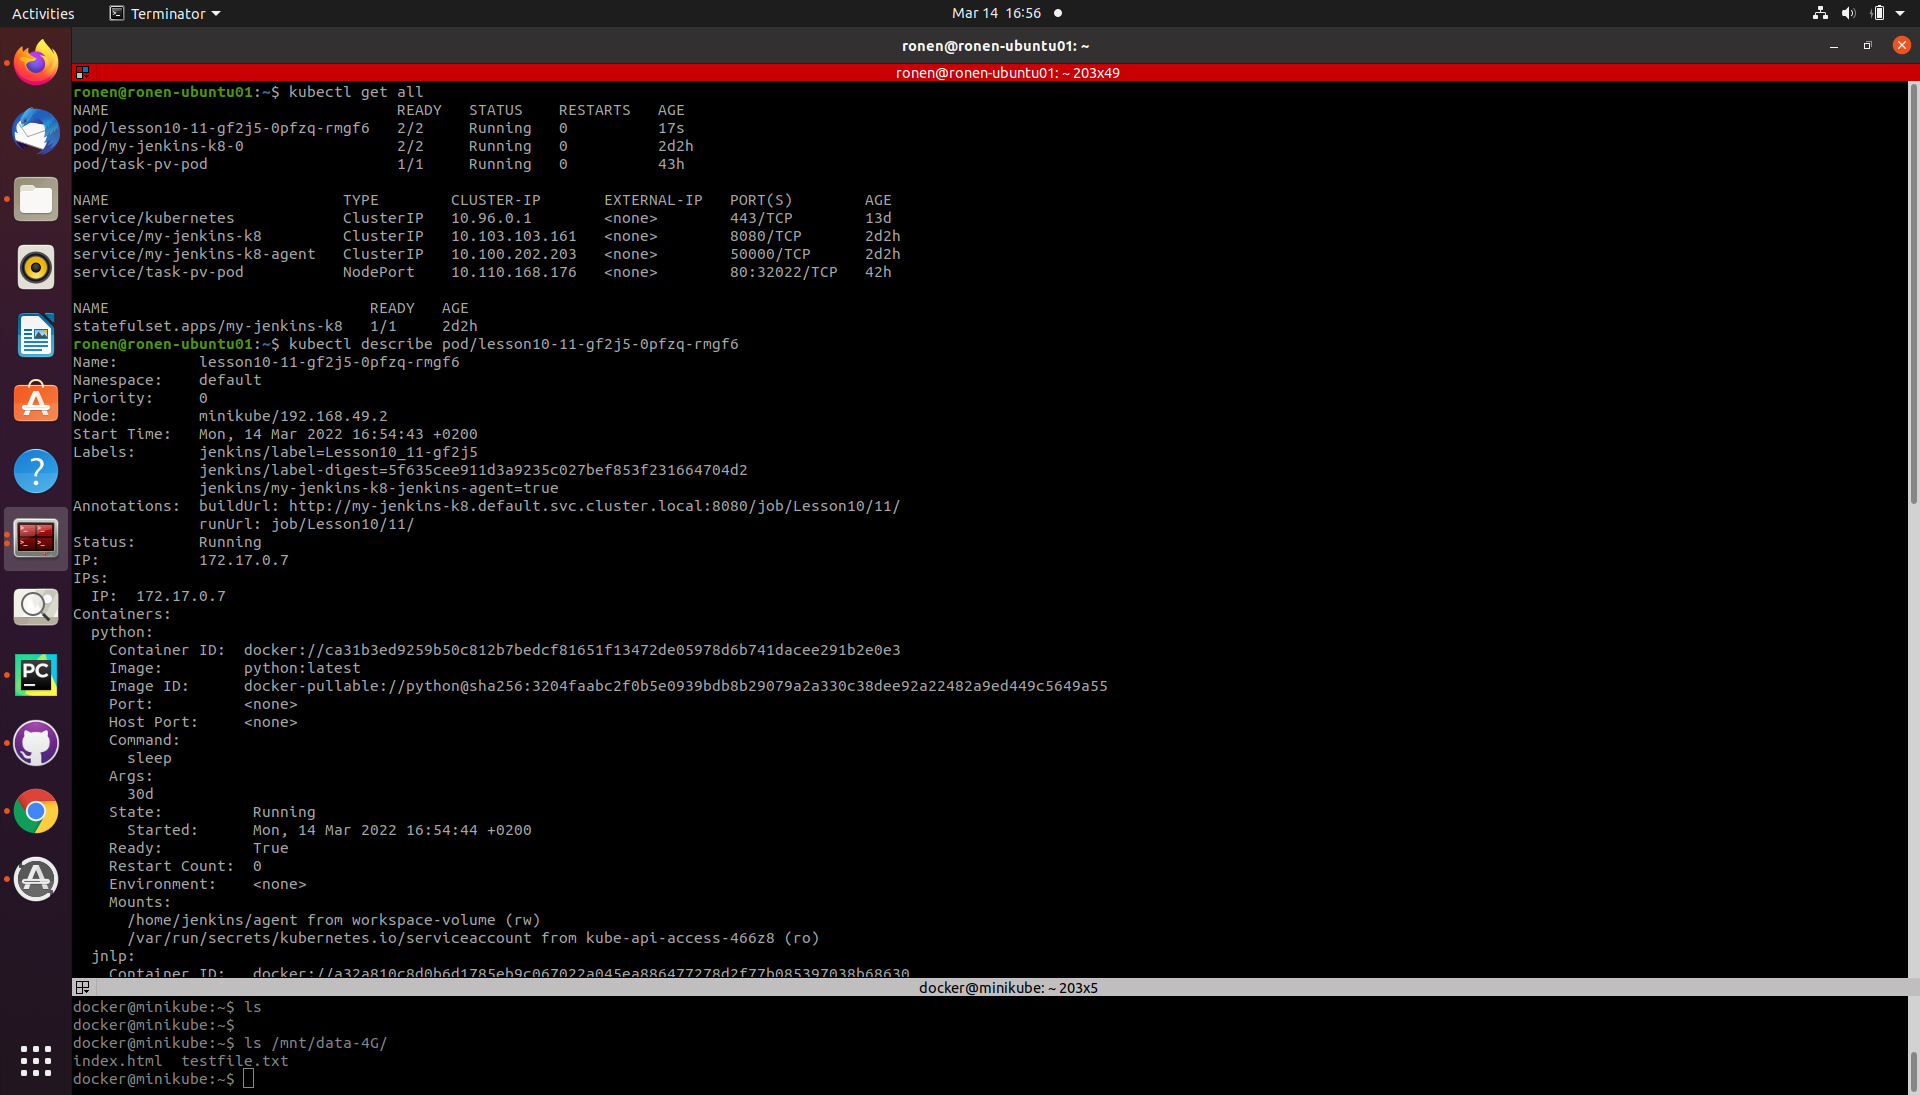 Activities Terminator Mar 14 16:56
ronen@ronen-ubuntu01: ~
ronen@ronen-ubuntu01: ~ 203x49
ronen@ronen-ubuntu01:~$ kubectl get all
NAME READY STATUS RESTARTS AGE
pod/lesson10-11-gf2j5-0pfzq-rmgf6 2/2 Running 0 17s
pod/my-jenkins-k8-0 2/2 Running 0 2d2h
pod/task-pv-pod 1/1 Running 0 43h
NAME TYPE CLUSTER-IP EXTERNAL-IP PORT(S) AGE
service/kubernetes ClusterIP 10.96.0.1 <none> 443/TCP 13d
service/my-jenkins-k8 ClusterIP 10.103.103.161 <none> 8080/TCP 2d2h
service/my-jenkins-k8-agent ClusterIP 10.100.202.203 <none> 50000/TCP 2d2h
service/task-pv-pod NodePort 10.110.168.176 <none> 80:32022/TCP 42h
NAME READY AGE
statefulset.apps/my-jenkins-k8 1/1 2d2h
ronen@ronen-ubuntu01:~$ kubectl describe pod/lesson10-11-gf2j5-0pfzq-rmgf6
Name: lesson10-11-gf2j5-0pfzq-rmgf6
Namespace: default
Priority: 0
Node: minikube/192.168.49.2
Start Time: Mon, 14 Mar 2022 16:54:43 +0200
Labels: jenkins/label=Lesson10_11-gf2j5
jenkins/label-digest=5f635cee911d3a9235c027bef853f231664704d2
jenkins/my-jenkins-k8-jenkins-agent=true
Annotations: buildUrl: http://my-jenkins-k8.default.svc.cluster.local:8080/job/Lesson10/11/
runUrl: job/Lesson10/11/
Status: Running
IP: 172.17.0.7
IPs:
IP: 172.17.0.7
Containers:
python:
Container ID: docker://ca31b3ed9259b50c812b7bedcf81651f13472de05978d6b741dacee291b2e0e3
Image: python:latest
Image ID: docker-pullable://python@sha256:3204faabc2f0b5e0939bdb8b29079a2a330c38dee92a22482a9ed449c5649a55
Port: <none>
Host Port: <none>
Command:
sleep
Args:
30d
State: Running
Started: Mon, 14 Mar 2022 16:54:44 +0200
Ready: True
Restart Count: 0
Environment: <none>
Mounts:
/home/jenkins/agent from workspace-volume (rw)
/var/run/secrets/kubernetes.io/serviceaccount from kube-api-access-466z8 (ro)
jnlp:
Container ID: docker://a32a810c8d0b6d1785eb9c067022a045ea886477278d2f77b085397038b68630
docker@minikube: ~ 203x5
docker@minikube:~$ ls
docker@minikube:~$
docker@minikube:~$ ls /mnt/data-4G/
index.html testfile.txt
docker@minikube:~$